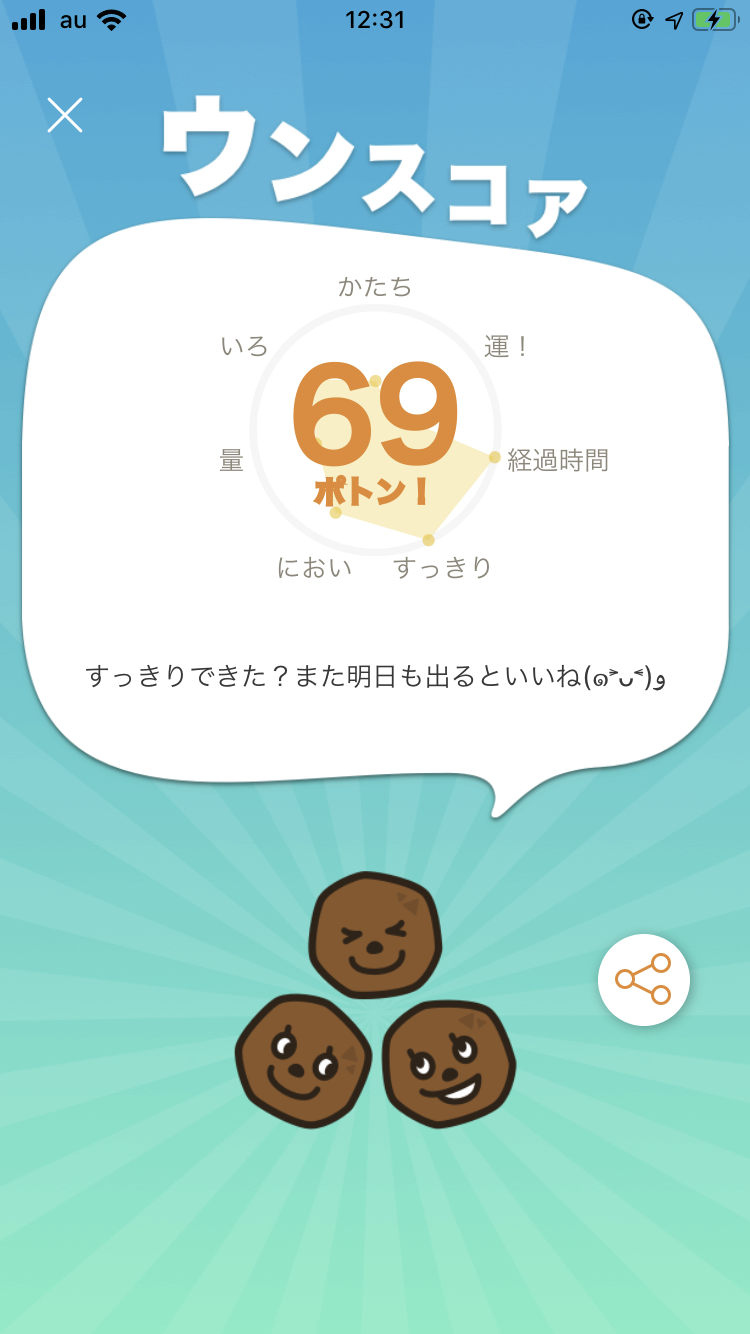 au 12:31
ウンスコア
かたち
いろ 運！
69
量 経過時間
ポトン！
におい すっきり
すっきりできた？また明日も出るといいね(๑˃̵ᴗ˂̵)و